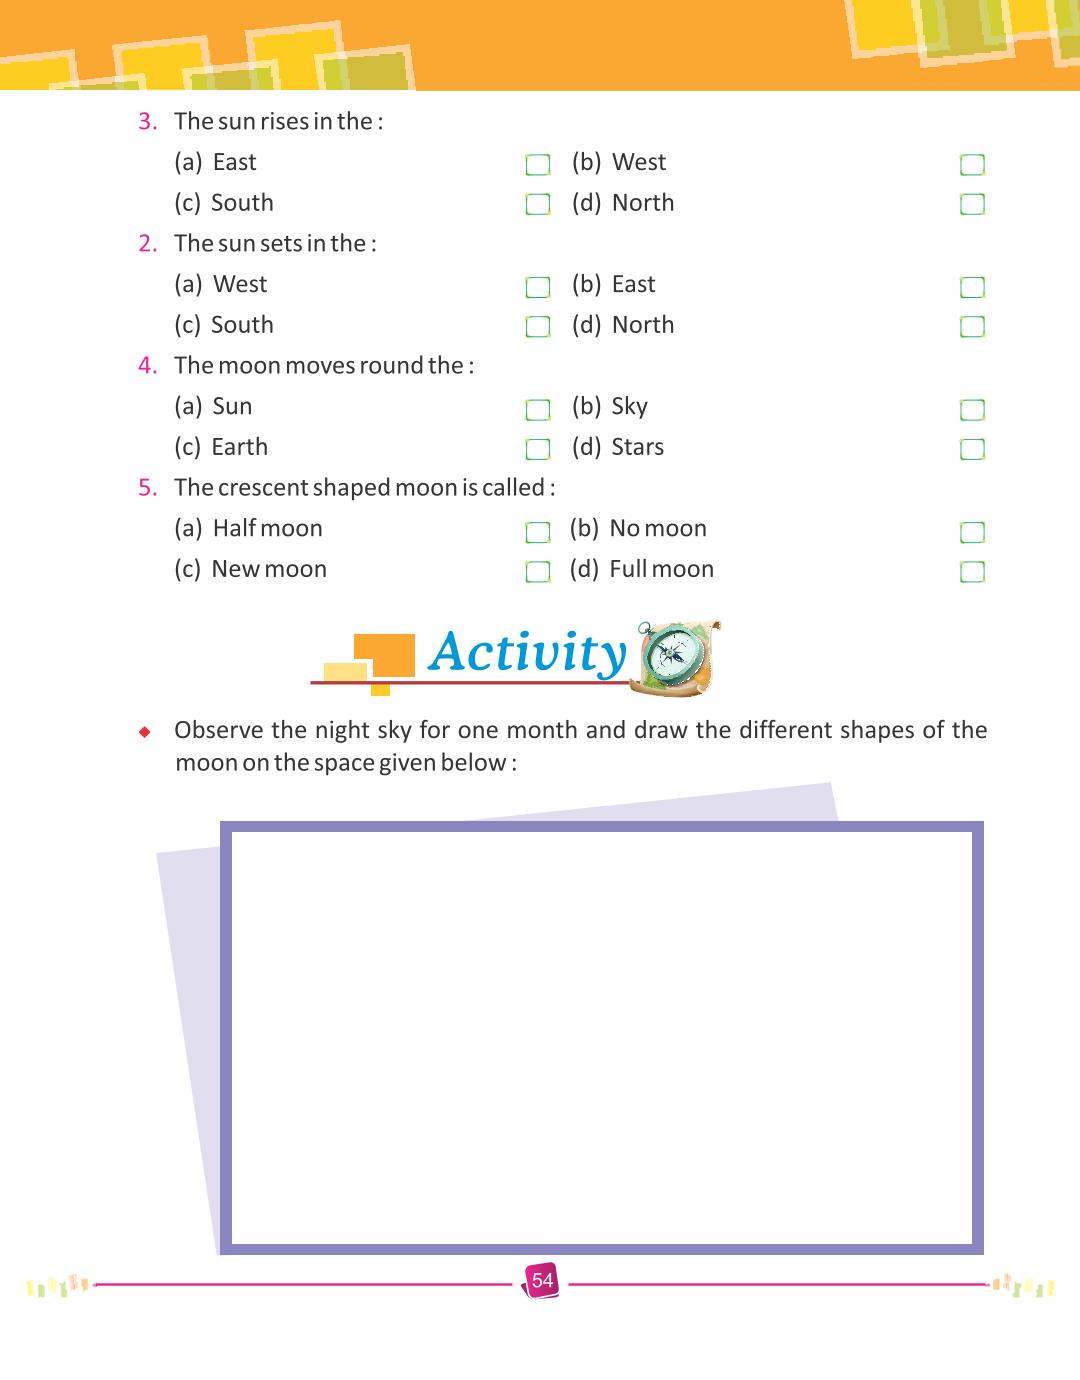 3. The sun rises in the :
(a) East (b) West
(c) South (d) North
2. The sun sets in the :
(a) West (b) East
(c) South (d) North
4. The moon moves round the :
(a) Sun (b) Sky
(c) Earth (d) Stars
5. The crescent shaped moon is called :
(a) Half moon (b) No moon
(c) New moon (d) Full moon
Activity
Observe the night sky for one month and draw the different shapes of the
moon on the space given below :
54